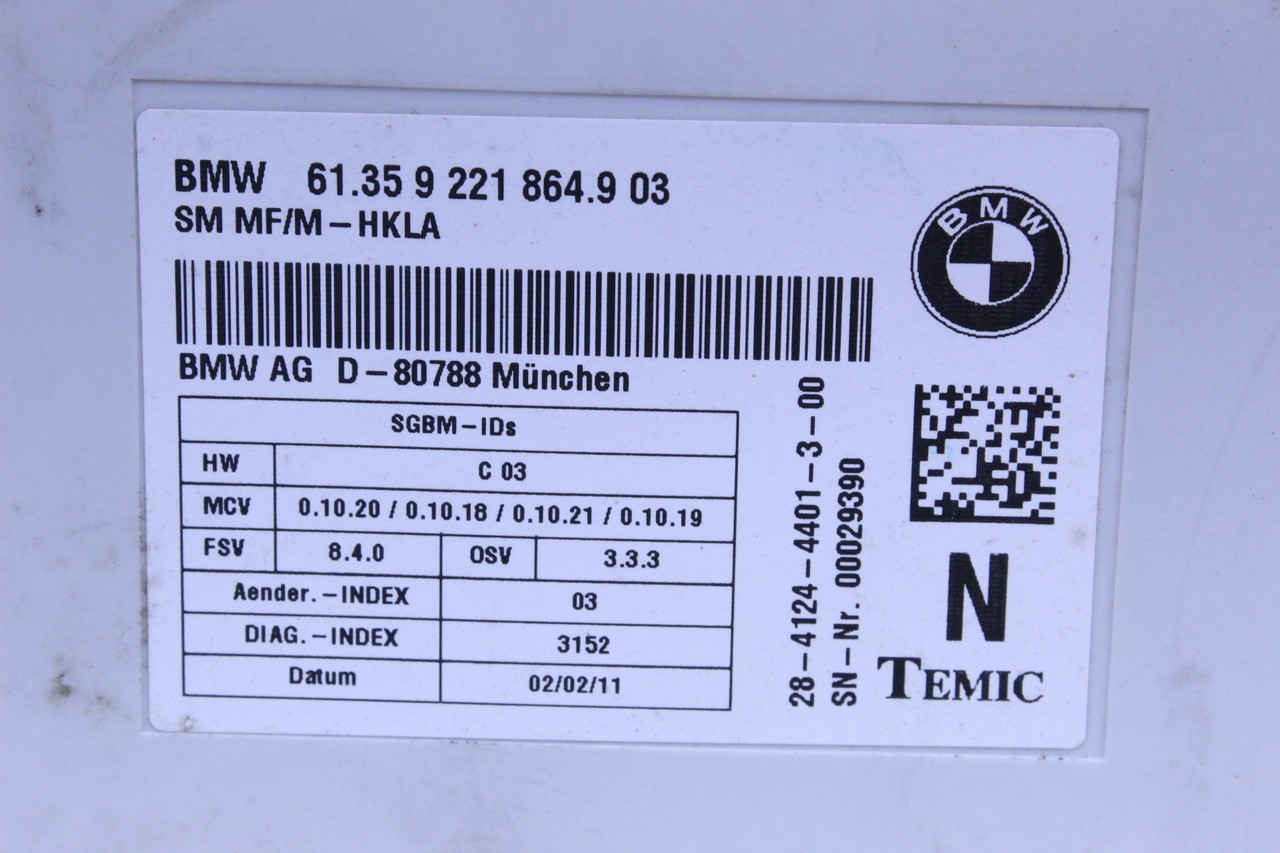 BMW 61.35 9 221 864.9 03
SM MF/M-HKLA
BMW
BMW AG D-80788 München
SGBM-IDs
HW C 03
MCV 0.10.20 / 0.10.18 / 0.10.21 / 0.10.19
FSV 8.4.0 OSV 3.3.3
Aender.-INDEX 03
DIAG.-INDEX 3152
Datum 02/02/11
28-4124-4401-3-00
SN-Nr. 00029390
N
TEMIC